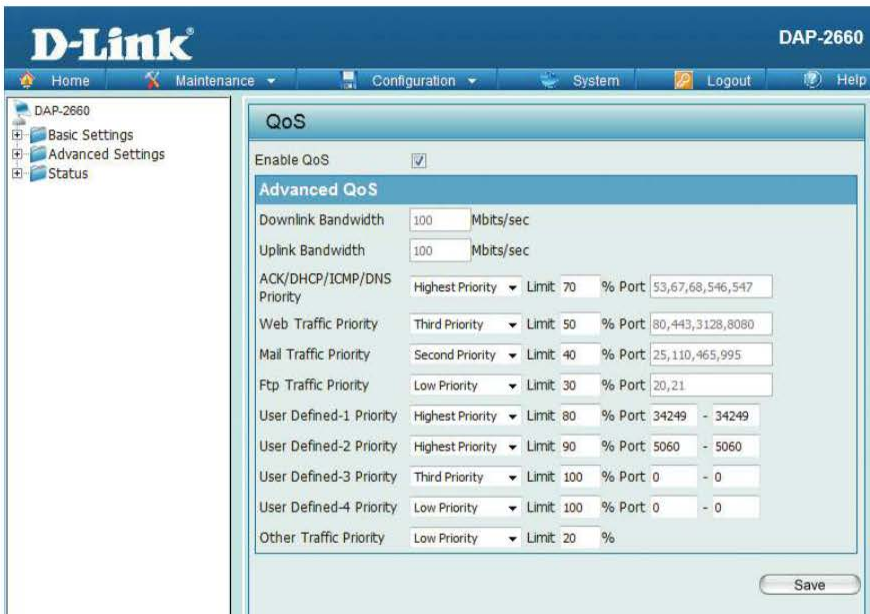 D-Link
DAP-2660
Home Maintenance Configuration System Logout Help
DAP-2660
Basic Settings
Advanced Settings
Status
QoS
Enable QoS
Advanced QoS
Downlink Bandwidth 100 Mbits/sec
Uplink Bandwidth 100 Mbits/sec
ACK/DHCP/ICMP/DNS Priority Highest Priority Limit 70 % Port 53,67,68,546,547
Web Traffic Priority Third Priority Limit 50 % Port 80,443,3128,8080
Mail Traffic Priority Second Priority Limit 40 % Port 25,110,465,995
Ftp Traffic Priority Low Priority Limit 30 % Port 20,21
User Defined-1 Priority Highest Priority Limit 80 % Port 34249 - 34249
User Defined-2 Priority Highest Priority Limit 90 % Port 5060 - 5060
User Defined-3 Priority Third Priority Limit 100 % Port 0 - 0
User Defined-4 Priority Low Priority Limit 100 % Port 0 - 0
Other Traffic Priority Low Priority Limit 20 %
Save